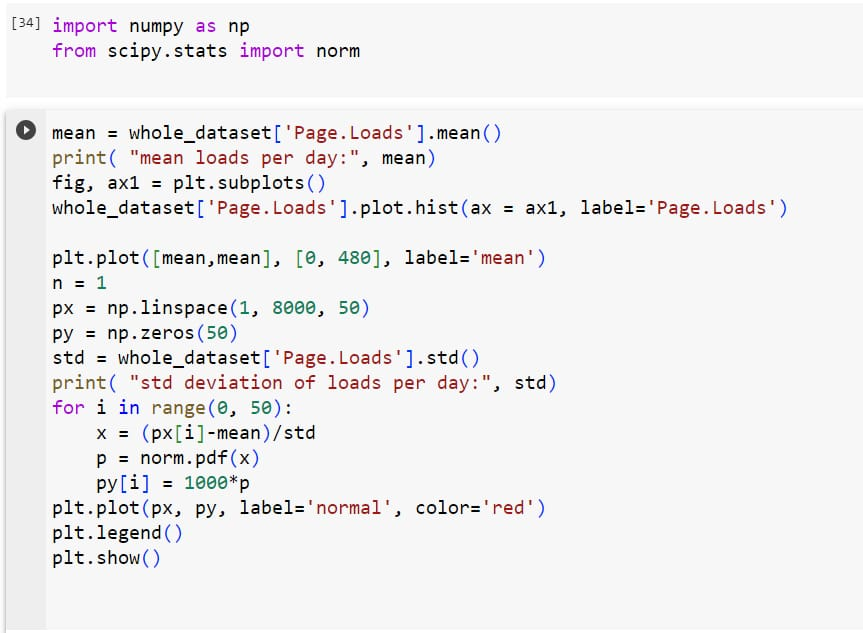 [34] import numpy as np
from scipy.stats import norm
mean = whole_dataset['Page.Loads'].mean()
print( "mean loads per day:", mean)
fig, ax1 = plt.subplots()
whole_dataset['Page.Loads'].plot.hist(ax = ax1, label='Page.Loads')
plt.plot([mean,mean], [0, 480], label='mean')
n = 1
px = np.linspace(1, 8000, 50)
py = np.zeros(50)
std = whole_dataset['Page.Loads'].std()
print( "std deviation of loads per day:", std)
for i in range(0, 50):
    x = (px[i]-mean)/std
    p = norm.pdf(x)
    py[i] = 1000*p
plt.plot(px, py, label='normal', color='red')
plt.legend()
plt.show()